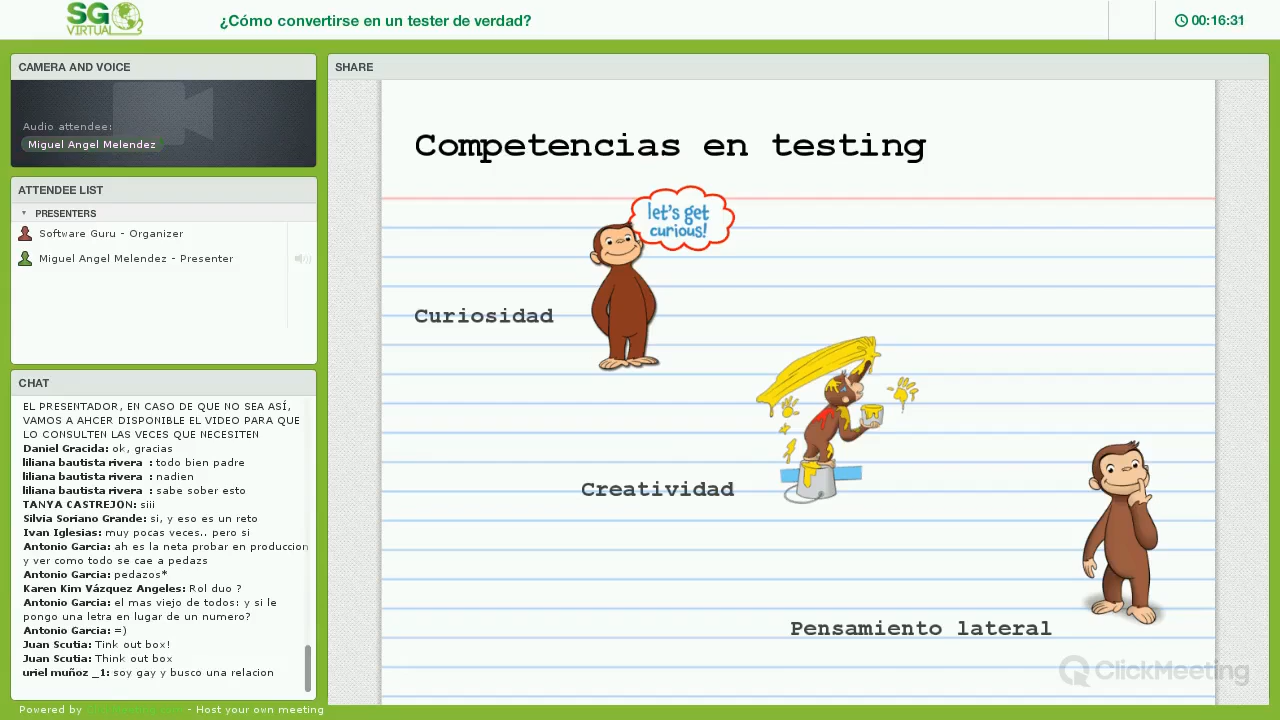 SG
VIRTUAL
¿Cómo convertirse en un tester de verdad?
00:16:31
CAMERA AND VOICE
Audio attendee:
Miguel Angel Melendez
ATTENDEE LIST
PRESENTERS
Software Guru - Organizer
Miguel Angel Melendez - Presenter
CHAT
EL PRESENTADOR, EN CASO DE QUE NO SEA ASÍ,
VAMOS A AHCER DISPONIBLE EL VIDEO PARA QUE
LO CONSULTEN LAS VECES QUE NECESITEN
Daniel Gracida: ok, gracias
liliana bautista rivera : todo bien padre
liliana bautista rivera : nadien
liliana bautista rivera : sabe sober esto
TANYA CASTREJON: siii
Silvia Soriano Grande: si, y eso es un reto
Ivan Iglesias: muy pocas veces.. pero si
Antonio Garcia: ah es la neta probar en produccion
y ver como todo se cae a pedazs
Antonio Garcia: pedazos*
Karen Kim Vázquez Angeles: Rol duo ?
Antonio Garcia: el mas viejo de todos: y si le
pongo una letra en lugar de un numero?
Antonio Garcia: =)
Juan Scutia: Tink out box!
Juan Scutia: Think out box
uriel muñoz _1: soy gay y busco una relacion
Powered by ClickMeeting.com - Host your own meeting
SHARE
Competencias en testing
let's get
curious!
Curiosidad
Creatividad
Pensamiento lateral
ClickMeeting